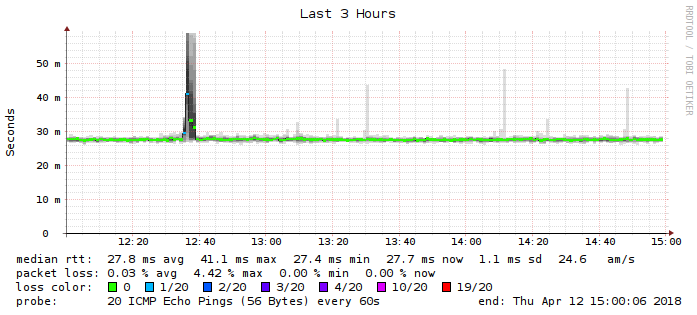 Last 3 Hours
RRDTOOL / TOBI OETIKER
Seconds
50 m
40 m
30 m
20 m
10 m
0
12:20 12:40 13:00 13:20 13:40 14:00 14:20 14:40 15:00
median rtt: 27.8 ms avg 41.1 ms max 27.4 ms min 27.7 ms now 1.1 ms sd 24.6 am/s
packet loss: 0.03 % avg 4.42 % max 0.00 % min 0.00 % now
loss color: 0 1/20 2/20 3/20 4/20 10/20 19/20
probe: 20 ICMP Echo Pings (56 Bytes) every 60s end: Thu Apr 12 15:00:06 2018